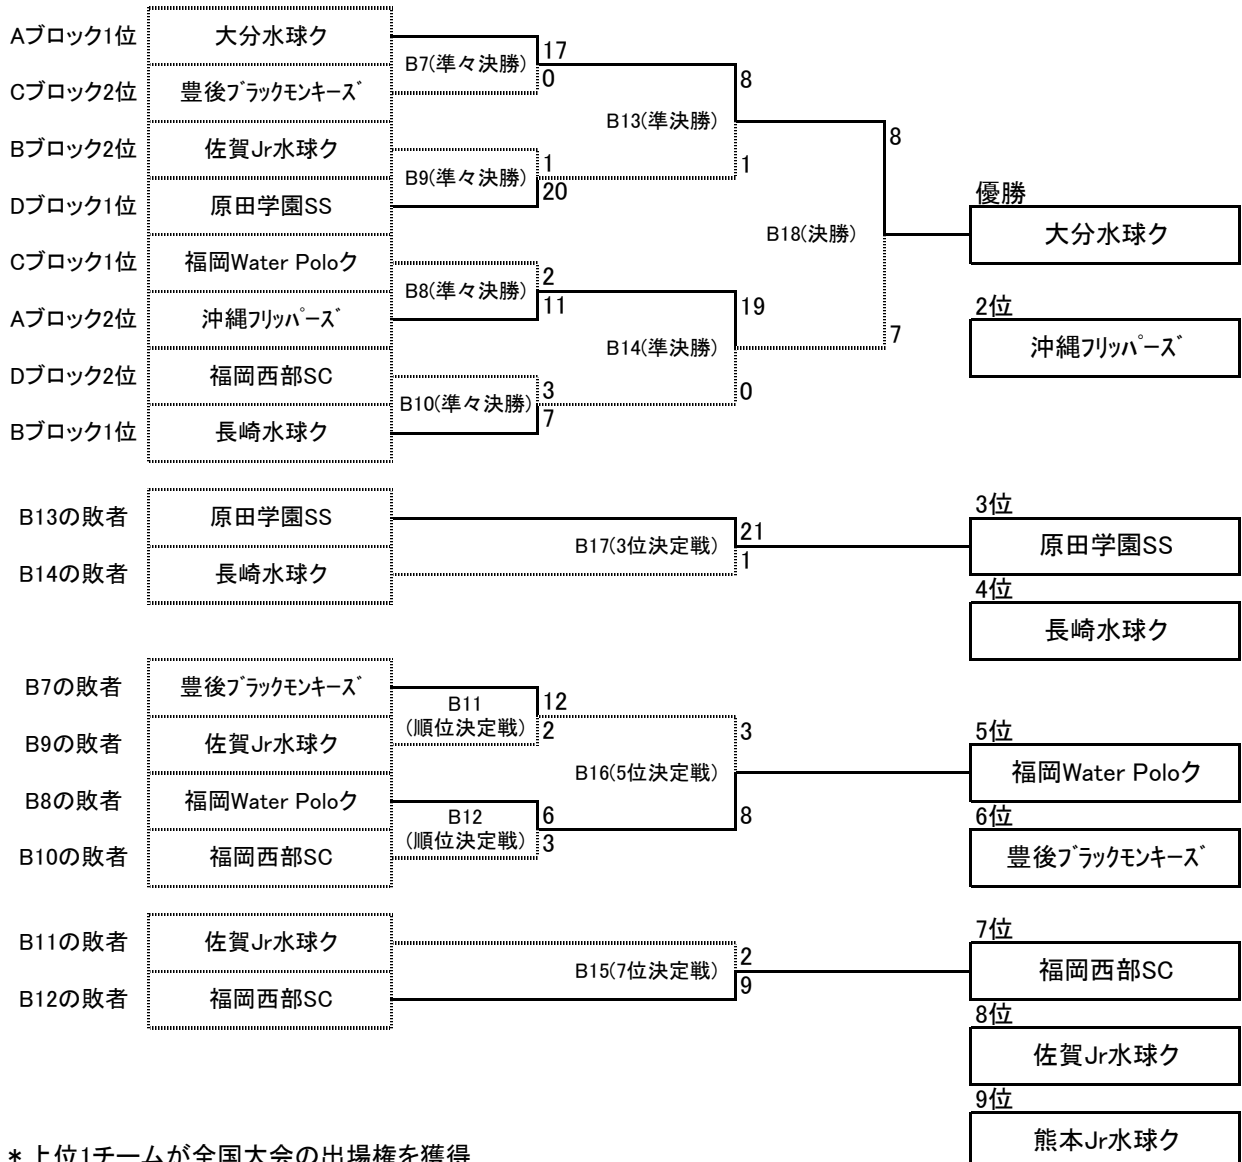 Aブロック1位 大分水球ク
17
B7(準々決勝)
0
8
Cブロック2位 豊後ブラックモンキーズ
B13(準決勝)
8
Bブロック2位 佐賀Jr水球ク
1
1
B9(準々決勝)
20
Dブロック1位 原田学園SS
優勝
B18(決勝)
大分水球ク
Cブロック1位 福岡Water Poloク
2
B8(準々決勝)
11
19
2位
Aブロック2位 沖縄フリッパーズ
7
B14(準決勝)
沖縄フリッパーズ
Dブロック2位 福岡西部SC
3
0
B10(準々決勝)
7
Bブロック1位 長崎水球ク
3位
B13の敗者 原田学園SS
21
B17(3位決定戦)
原田学園SS
1
B14の敗者 長崎水球ク
4位
長崎水球ク
B7の敗者 豊後ブラックモンキーズ
B11
12
(順位決定戦)
2
3
5位
B9の敗者 佐賀Jr水球ク
B16(5位決定戦)
福岡Water Poloク
B8の敗者 福岡Water Poloク
B12
6
8
6位
(順位決定戦)
3
B10の敗者 福岡西部SC
豊後ブラックモンキーズ
7位
B11の敗者 佐賀Jr水球ク
2
B15(7位決定戦)
福岡西部SC
9
B12の敗者 福岡西部SC
8位
佐賀Jr水球ク
9位
熊本Jr水球ク
* 上位1チームが全国大会の出場権を獲得